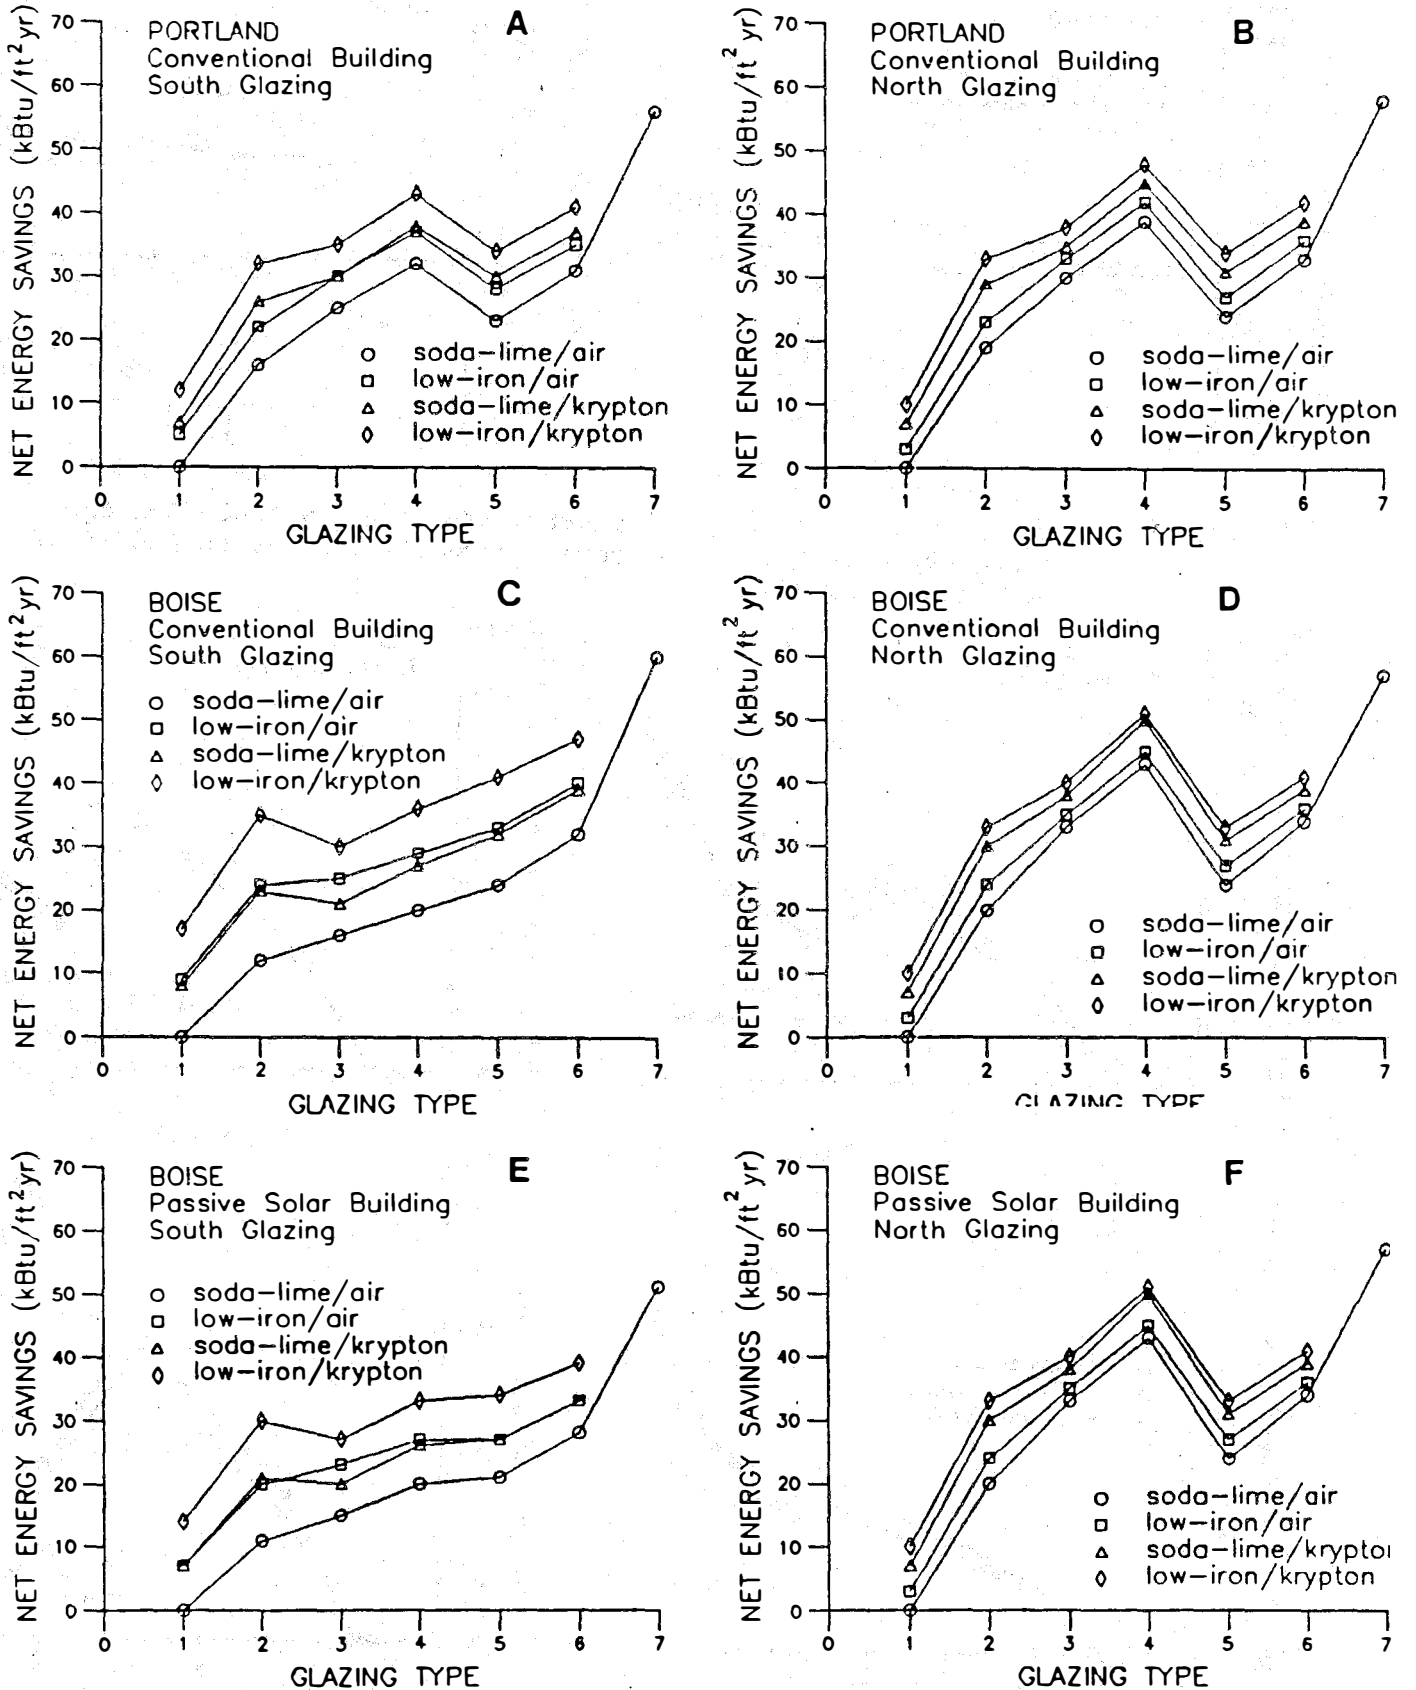 A
PORTLAND
Conventional Building
South Glazing
NET ENERGY SAVINGS (kBtu/ft² yr)
70
60
50
40
30
20
10
0
soda-lime/air
low-iron/air
soda-lime/krypton
low-iron/krypton
0 1 2 3 4 5 6 7
GLAZING TYPE
B
PORTLAND
Conventional Building
North Glazing
NET ENERGY SAVINGS (kBtu/ft² yr)
70
60
50
40
30
20
10
0
soda-lime/air
low-iron/air
soda-lime/krypton
low-iron/krypton
0 1 2 3 4 5 6 7
GLAZING TYPE
C
BOISE
Conventional Building
South Glazing
NET ENERGY SAVINGS (kBtu/ft² yr)
70
60
50
40
30
20
10
0
soda-lime/air
low-iron/air
soda-lime/krypton
low-iron/krypton
0 1 2 3 4 5 6 7
GLAZING TYPE
D
BOISE
Conventional Building
North Glazing
NET ENERGY SAVINGS (kBtu/ft² yr)
70
60
50
40
30
20
10
0
soda-lime/air
low-iron/air
soda-lime/krypton
low-iron/krypton
0 1 2 3 4 5 6 7
GLAZING TYPE
E
BOISE
Passive Solar Building
South Glazing
NET ENERGY SAVINGS (kBtu/ft² yr)
70
60
50
40
30
20
10
0
soda-lime/air
low-iron/air
soda-lime/krypton
low-iron/krypton
0 1 2 3 4 5 6 7
GLAZING TYPE
F
BOISE
Passive Solar Building
North Glazing
NET ENERGY SAVINGS (kBtu/ft² yr)
70
60
50
40
30
20
10
0
soda-lime/air
low-iron/air
soda-lime/krypton
low-iron/krypton
0 1 2 3 4 5 6 7
GLAZING TYPE